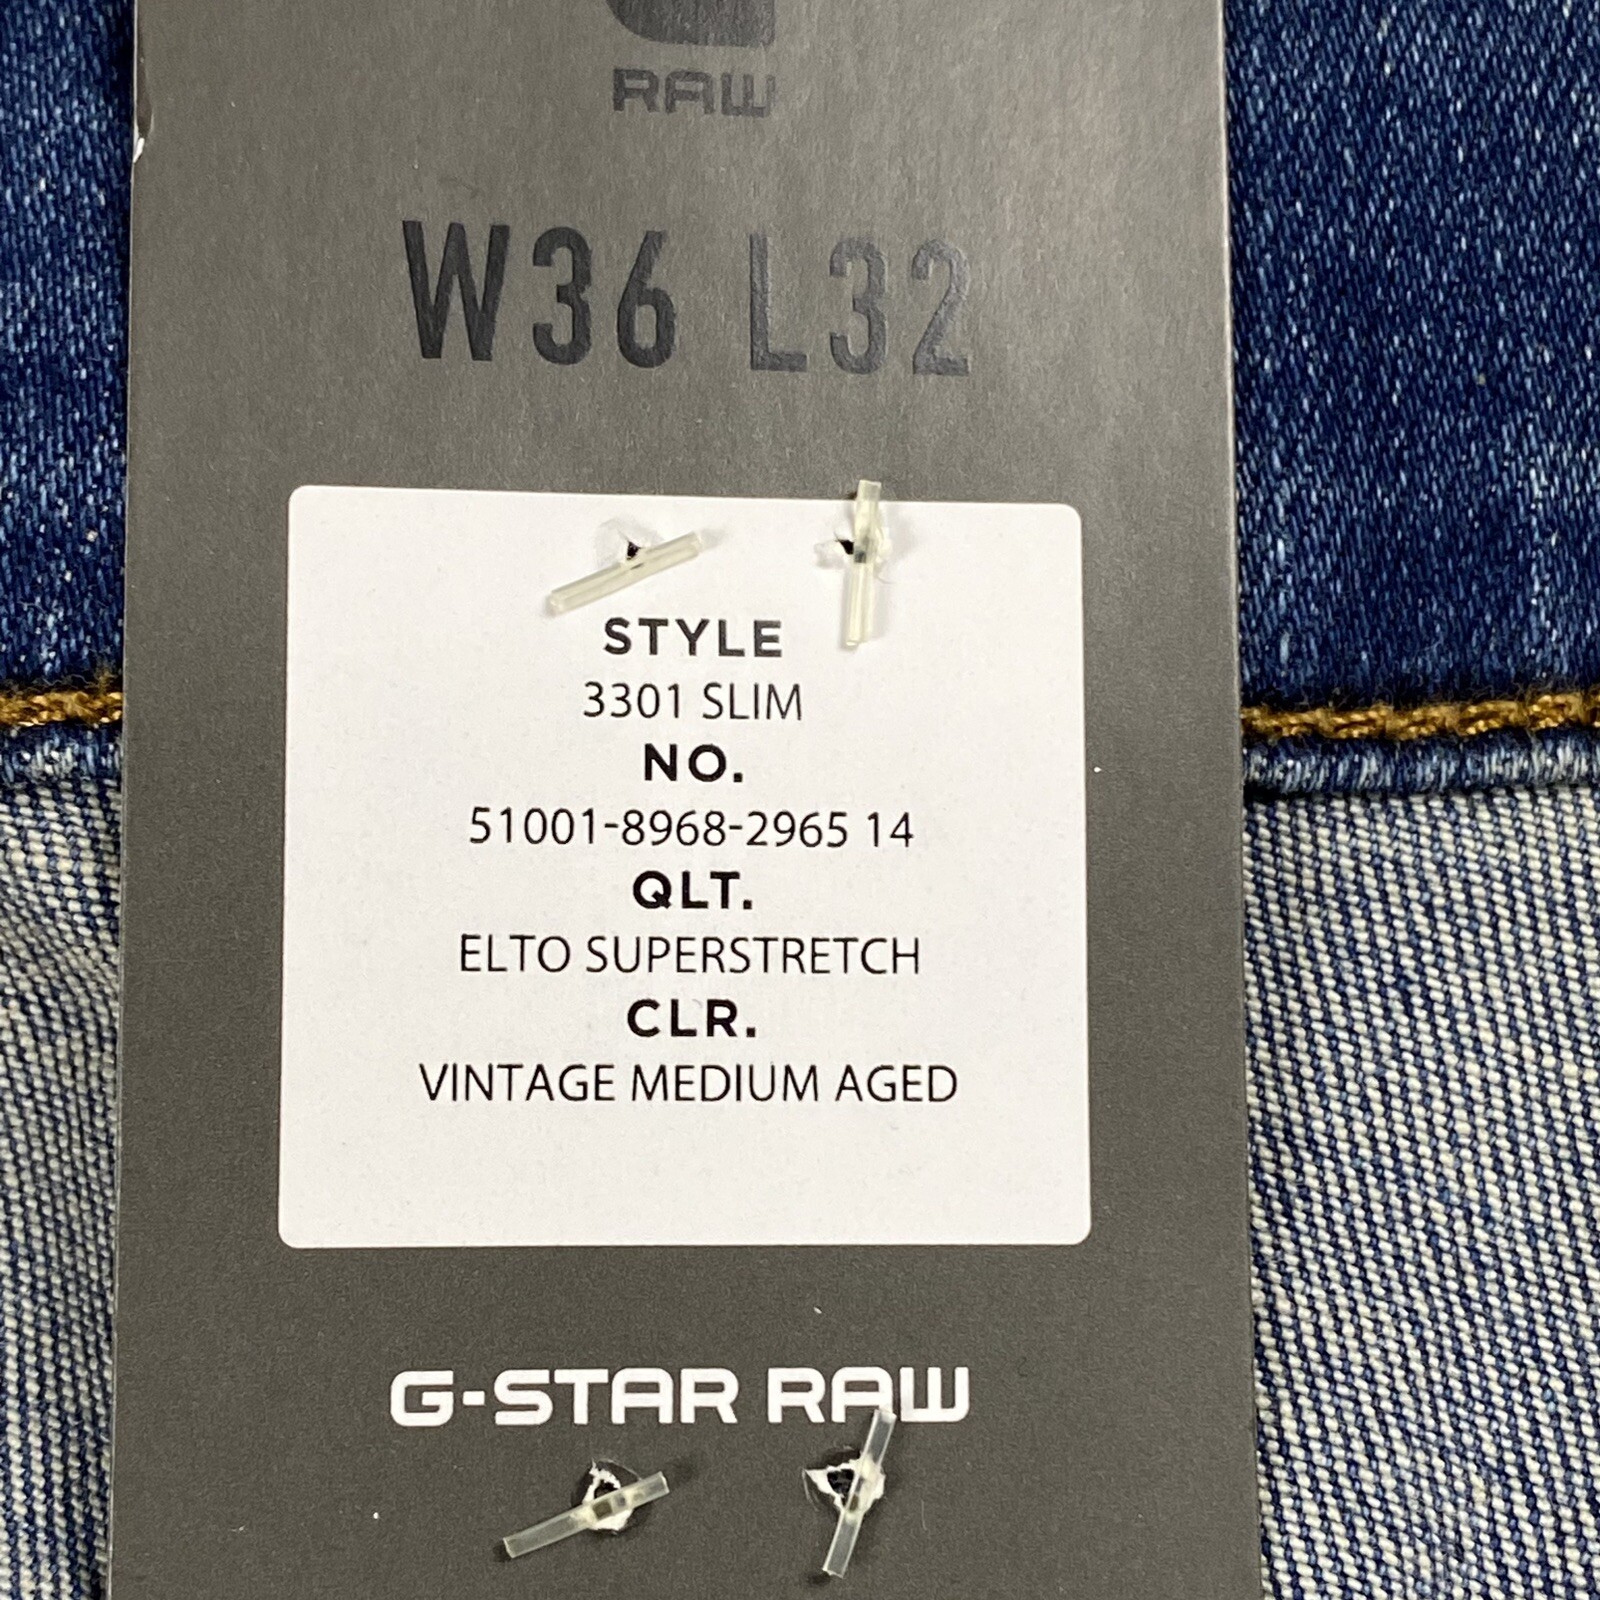 RAW
W36 L32
STYLE
3301 SLIM
NO.
51001-8968-2965 14
QLT.
ELTO SUPERSTRETCH
CLR.
VINTAGE MEDIUM AGED
G-STAR RAW